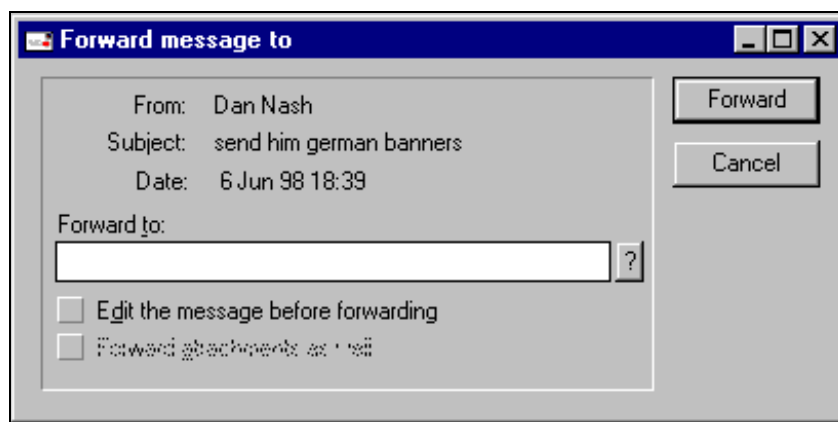 Forward message to
From: Dan Nash
Subject: send him german banners
Date: 6 Jun 98 18:39
Forward to:
?
Edit the message before forwarding
Forward attachments as well
Forward
Cancel